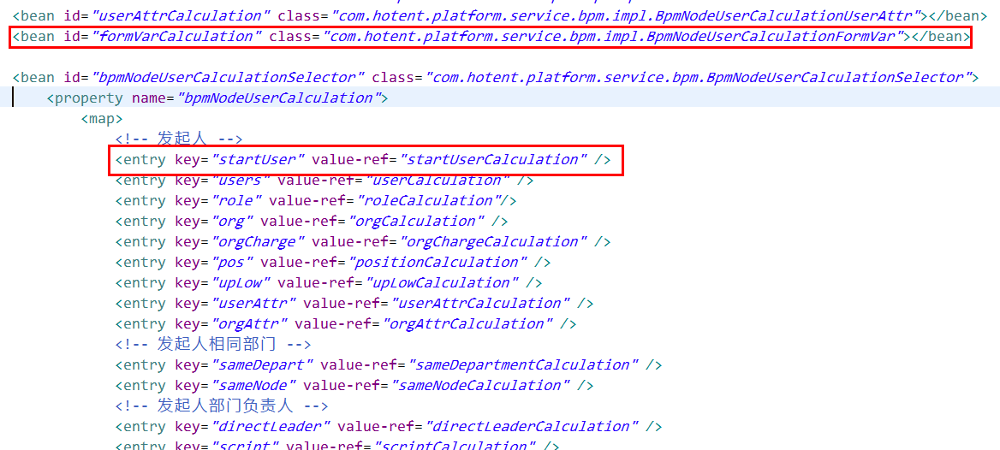 <bean id="userAttrCalculation" class="com.hotent.platform.service.bpm.impl.BpmNodeUserCalculationUserAttr"></bean>
<bean id="formVarCalculation" class="com.hotent.platform.service.bpm.impl.BpmNodeUserCalculationFormVar"></bean>
<bean id="bpmNodeUserCalculationSelector" class="com.hotent.platform.service.bpm.BpmNodeUserCalculationSelector">
<property name="bpmNodeUserCalculation">
<map>
<!-- 发起人 -->
<entry key="startUser" value-ref="startUserCalculation" />
<entry key="users" value-ref="userCalculation" />
<entry key="role" value-ref="roleCalculation"/>
<entry key="org" value-ref="orgCalculation" />
<entry key="orgCharge" value-ref="orgChargeCalculation" />
<entry key="pos" value-ref="positionCalculation" />
<entry key="upLow" value-ref="upLowCalculation" />
<entry key="userAttr" value-ref="userAttrCalculation" />
<entry key="orgAttr" value-ref="orgAttrCalculation" />
<!-- 发起人相同部门 -->
<entry key="sameDepart" value-ref="sameDepartmentCalculation" />
<entry key="sameNode" value-ref="sameNodeCalculation" />
<!-- 发起人部门负责人 -->
<entry key="directLeader" value-ref="directLeaderCalculation" />
<entry key="script" value-ref="scriptCalculation" />